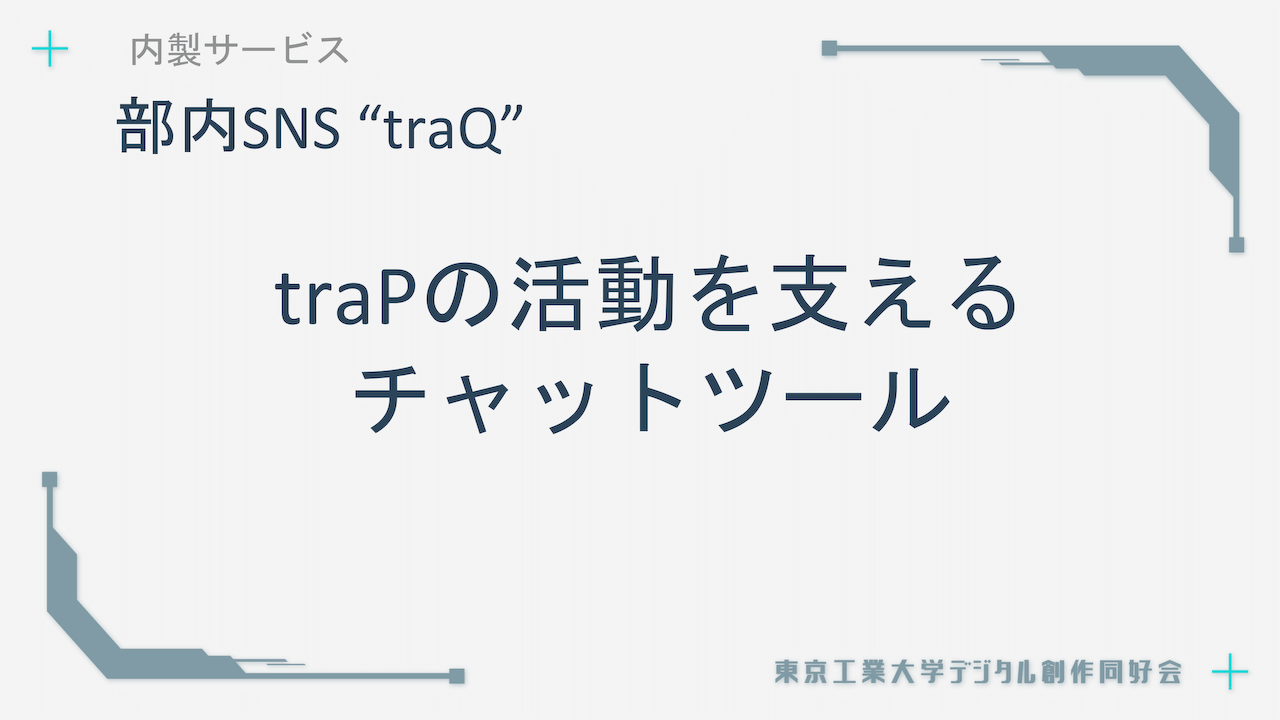 内製サービス
部内SNS “traQ”
traPの活動を支える
チャットツール
東京工業大学デジタル創作同好会